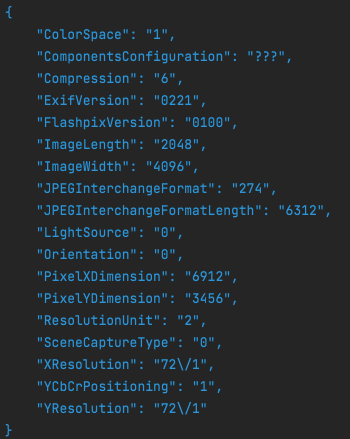 {
"ColorSpace": "1",
"ComponentsConfiguration": "???",
"Compression": "6",
"ExifVersion": "0221",
"FlashpixVersion": "0100",
"ImageLength": "2048",
"ImageWidth": "4096",
"JPEGInterchangeFormat": "274",
"JPEGInterchangeFormatLength": "6312",
"LightSource": "0",
"Orientation": "0",
"PixelXDimension": "6912",
"PixelYDimension": "3456",
"ResolutionUnit": "2",
"SceneCaptureType": "0",
"XResolution": "72\/1",
"YCbCrPositioning": "1",
"YResolution": "72\/1"
}